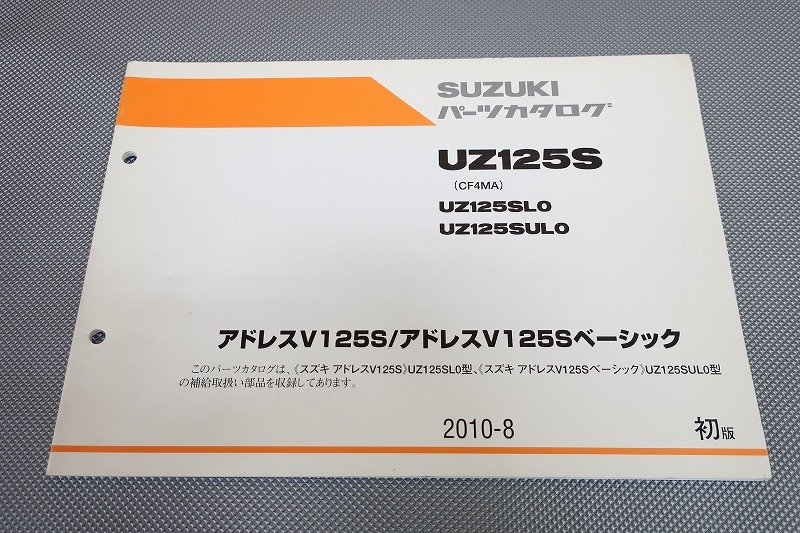 SUZUKI
パーツカタログ
UZ125S
(CF4MA)
UZ125SL0
UZ125SUL0
アドレスV125S/アドレスV125Sベーシック
このパーツカタログは、《スズキ アドレスV125S》UZ125SL0型、《スズキ アドレスV125Sベーシック》UZ125SUL0型
の補給取扱い部品を収録してあります。
2010-8
初版